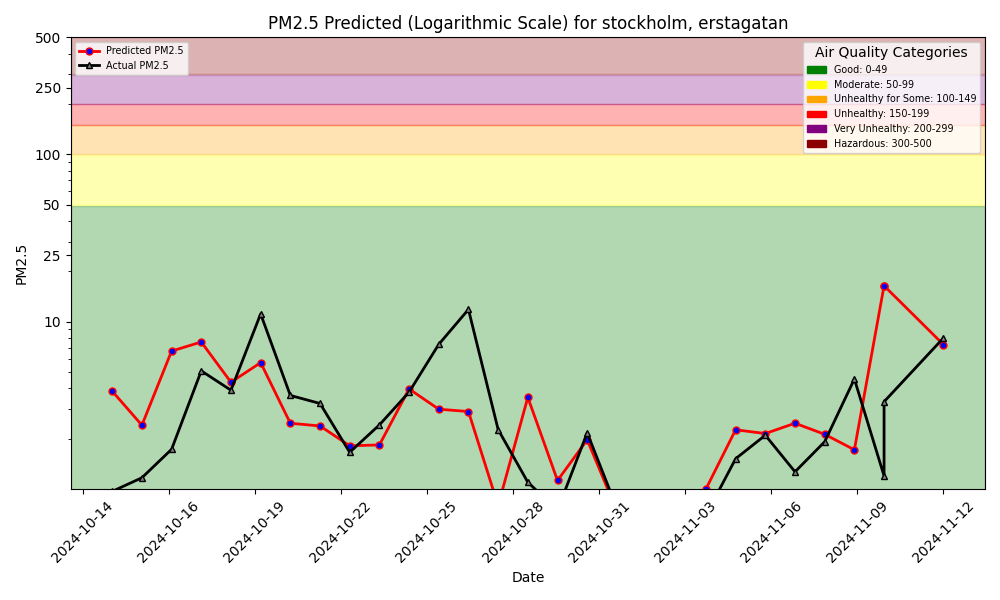 PM2.5 Predicted (Logarithmic Scale) for stockholm, erstagatan
500
250
100
50
25
10
PM2.5
Predicted PM2.5
Actual PM2.5
Air Quality Categories
Good: 0-49
Moderate: 50-99
Unhealthy for Some: 100-149
Unhealthy: 150-199
Very Unhealthy: 200-299
Hazardous: 300-500
2024-10-14
2024-10-16
2024-10-19
2024-10-22
2024-10-25
2024-10-28
2024-10-31
2024-11-03
2024-11-06
2024-11-09
2024-11-12
Date